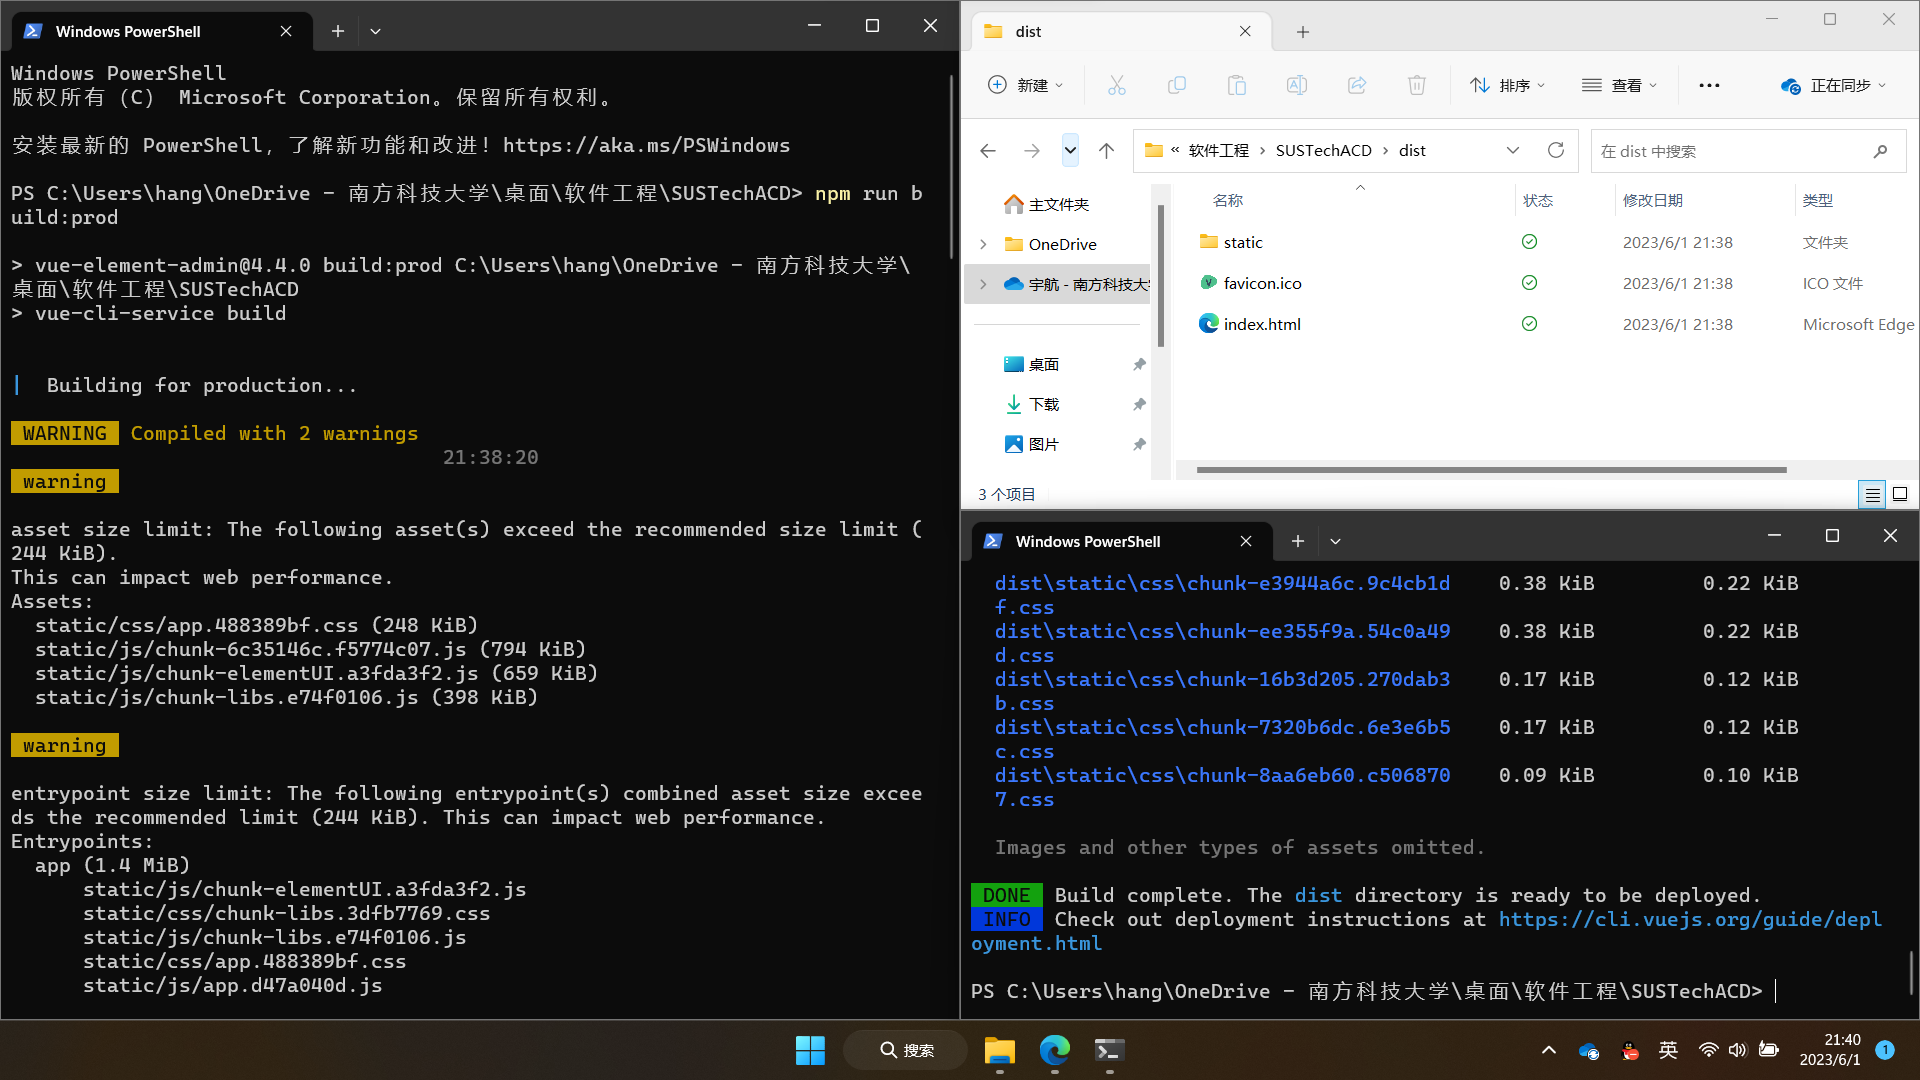 Windows PowerShell
Windows PowerShell
版权所有 (C) Microsoft Corporation。保留所有权利。
安装最新的 PowerShell，了解新功能和改进！https://aka.ms/PSWindows
PS C:\Users\hang\OneDrive - 南方科技大学\桌面\软件工程\SUSTechACD> npm run b
uild:prod
> vue-element-admin@4.4.0 build:prod C:\Users\hang\OneDrive - 南方科技大学\
桌面\软件工程\SUSTechACD
> vue-cli-service build
| Building for production...
WARNING Compiled with 2 warnings
21:38:20
warning
asset size limit: The following asset(s) exceed the recommended size limit (
244 KiB).
This can impact web performance.
Assets:
static/css/app.488389bf.css (248 KiB)
static/js/chunk-6c35146c.f5774c07.js (794 KiB)
static/js/chunk-elementUI.a3fda3f2.js (659 KiB)
static/js/chunk-libs.e74f0106.js (398 KiB)
warning
entrypoint size limit: The following entrypoint(s) combined asset size excee
ds the recommended limit (244 KiB). This can impact web performance.
Entrypoints:
app (1.4 MiB)
static/js/chunk-elementUI.a3fda3f2.js
static/css/chunk-libs.3dfb7769.css
static/js/chunk-libs.e74f0106.js
static/css/app.488389bf.css
static/js/app.d47a040d.js
dist
新建 排序 查看 ••• 正在同步
« 软件工程 › SUSTechACD › dist
在 dist 中搜索
主文件夹
OneDrive
宇航 - 南方科技大
桌面
下载
图片
名称 状态 修改日期 类型
static 2023/6/1 21:38 文件夹
favicon.ico 2023/6/1 21:38 ICO 文件
index.html 2023/6/1 21:38 Microsoft Edge
3 个项目
Windows PowerShell
dist\static\css\chunk-e3944a6c.9c4cb1d 0.38 KiB 0.22 KiB
f.css
dist\static\css\chunk-ee355f9a.54c0a49 0.38 KiB 0.22 KiB
d.css
dist\static\css\chunk-16b3d205.270dab3 0.17 KiB 0.12 KiB
b.css
dist\static\css\chunk-7320b6dc.6e3e6b5 0.17 KiB 0.12 KiB
c.css
dist\static\css\chunk-8aa6eb60.c506870 0.09 KiB 0.10 KiB
7.css
Images and other types of assets omitted.
DONE Build complete. The dist directory is ready to be deployed.
INFO Check out deployment instructions at https://cli.vuejs.org/guide/depl
oyment.html
PS C:\Users\hang\OneDrive - 南方科技大学\桌面\软件工程\SUSTechACD>
搜索
英
21:40
2023/6/1
1